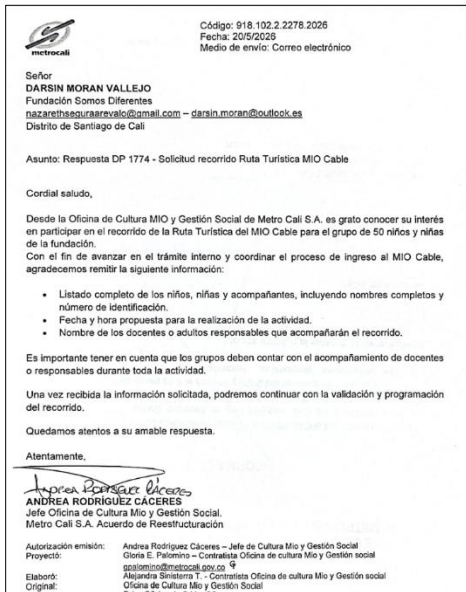 metrocali
Código: 918.102.2.2278.2026
Fecha: 20/5/2026
Medio de envío: Correo electrónico
Señor
DARSIN MORAN VALLEJO
Fundación Somos Diferentes
nazarethseguraarevalo@gmail.com – darsin.moran@outlook.es
Distrito de Santiago de Cali
Asunto: Respuesta DP 1774 - Solicitud recorrido Ruta Turística MIO Cable
Cordial saludo,
Desde la Oficina de Cultura MIO y Gestión Social de Metro Cali S.A. es grato conocer su interés
en participar en el recorrido de la Ruta Turística del MIO Cable para el grupo de 50 niños y niñas
de la fundación.
Con el fin de avanzar en el trámite interno y coordinar el proceso de ingreso al MIO Cable,
agradecemos remitir la siguiente información:
• Listado completo de los niños, niñas y acompañantes, incluyendo nombres completos y
número de identificación.
• Fecha y hora propuesta para la realización de la actividad.
• Nombre de los docentes o adultos responsables que acompañarán el recorrido.
Es importante tener en cuenta que los grupos deben contar con el acompañamiento de docentes
o responsables durante toda la actividad.
Una vez recibida la información solicitada, podremos continuar con la validación y programación
del recorrido.
Quedamos atentos a su amable respuesta.
Atentamente,
ANDREA RODRIGUEZ CÁCERES
ANDREA RODRÍGUEZ CÁCERES
Jefe Oficina de Cultura Mio y Gestión Social.
Metro Cali S.A. Acuerdo de Reestructuración
Autorización emisión: Andrea Rodríguez Cáceres – Jefe de Cultura Mio y Gestión Social
Proyectó: Gloria E. Palomino – Contratista Oficina de cultura Mio y Gestión social
gpalomino@metrocali.gov.co
Elaboró: Alejandra Sinisterra T. - Contratista Oficina de cultura Mio y Gestión social
Original: Oficina de Cultura Mio y Gestión Social